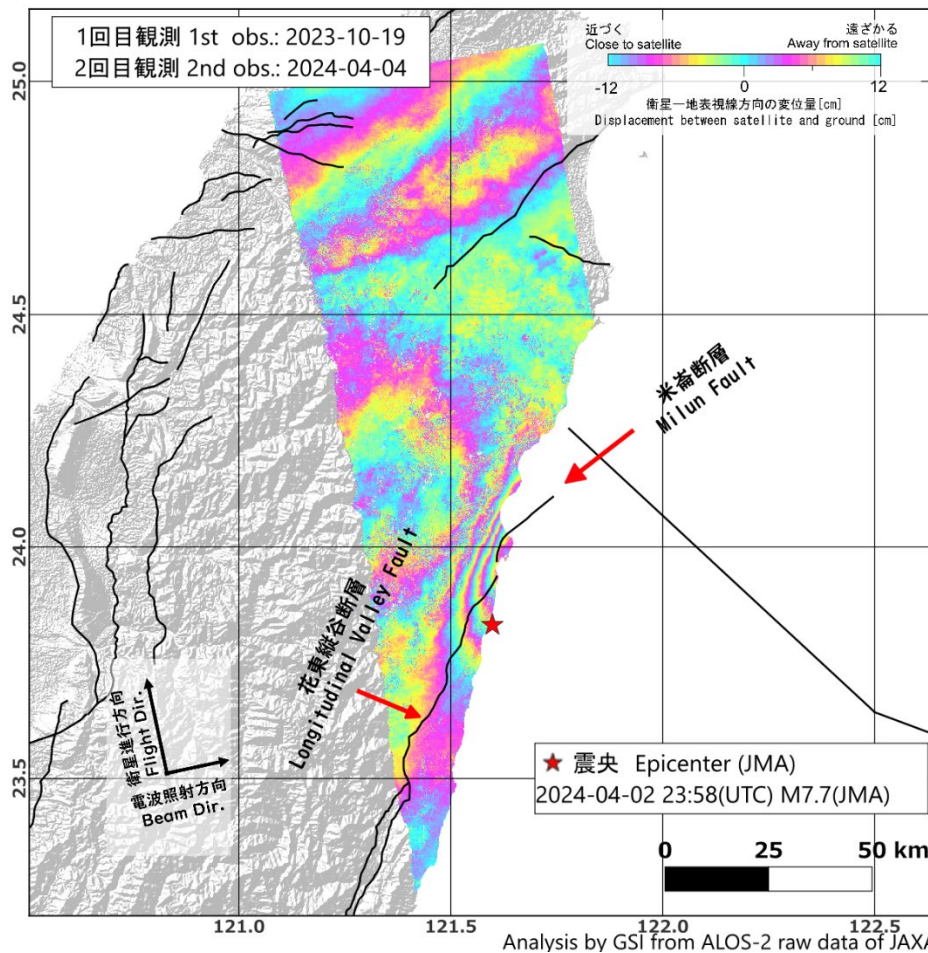 1回目観測 1st obs.: 2023-10-19
2回目観測 2nd obs.: 2024-04-04
近づく 遠ざかる
Close to satellite Away from satellite
-12 0 12
衛星ー地表視線方向の変位量[cm]
Displacement between satellite and ground [cm]
25.0
24.5
24.0
23.5
米崙断層
Milun Fault
花東縦谷断層
Longitudinal Valley Fault
衛星進行方向
Flight Dir.
電波照射方向
Beam Dir.
★ 震央 Epicenter (JMA)
2024-04-02 23:58(UTC) M7.7(JMA)
0 25 50 km
121.0 121.5 122.0 122.5
Analysis by GSI from ALOS-2 raw data of JAXA